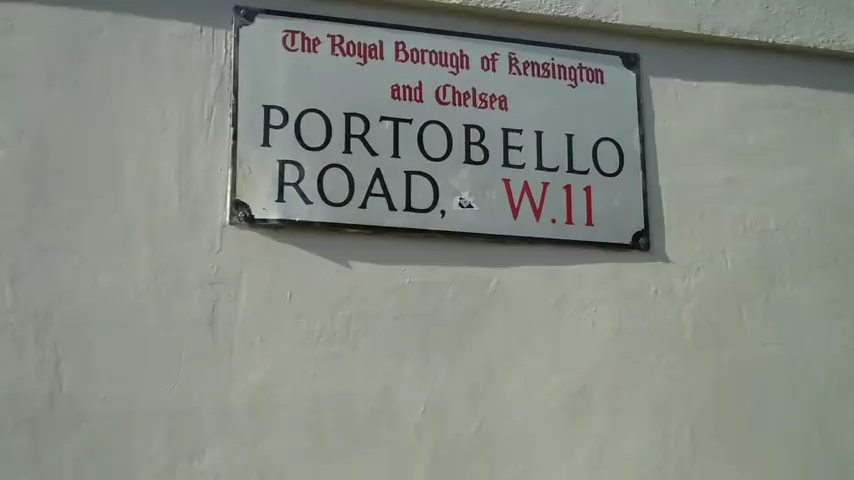 The Royal Borough of Kensington
and Chelsea
PORTOBELLO
ROAD, W.11